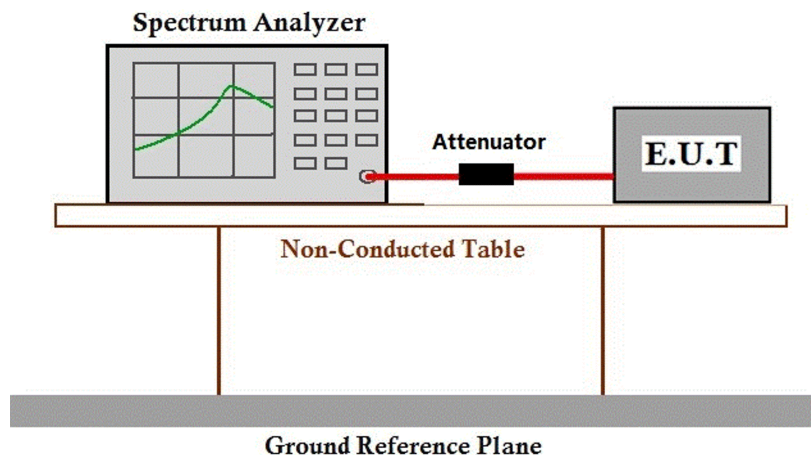 Spectrum Analyzer
Attenuator
E.U.T
Non-Conducted Table
Ground Reference Plane